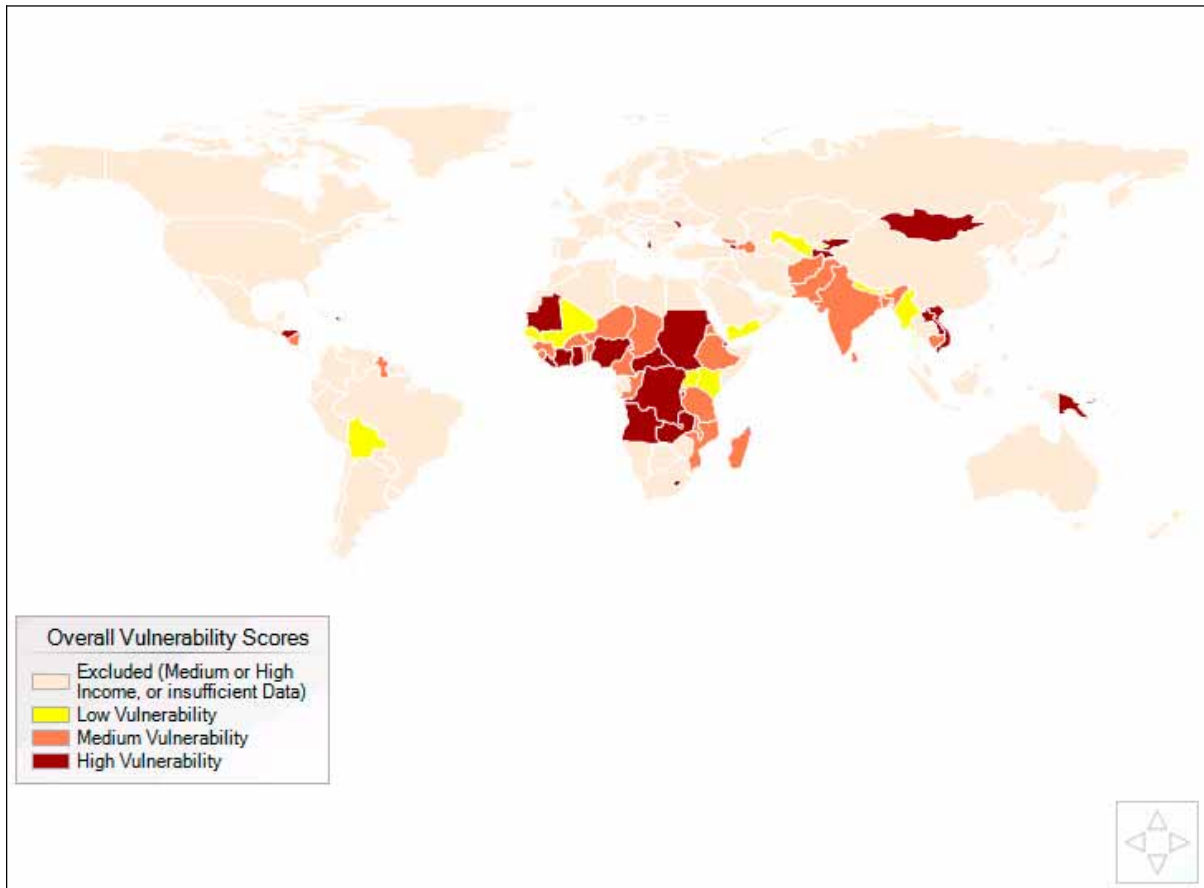 Overall Vulnerability Scores
Excluded (Medium or High
Income, or insufficient Data)
Low Vulnerability
Medium Vulnerability
High Vulnerability